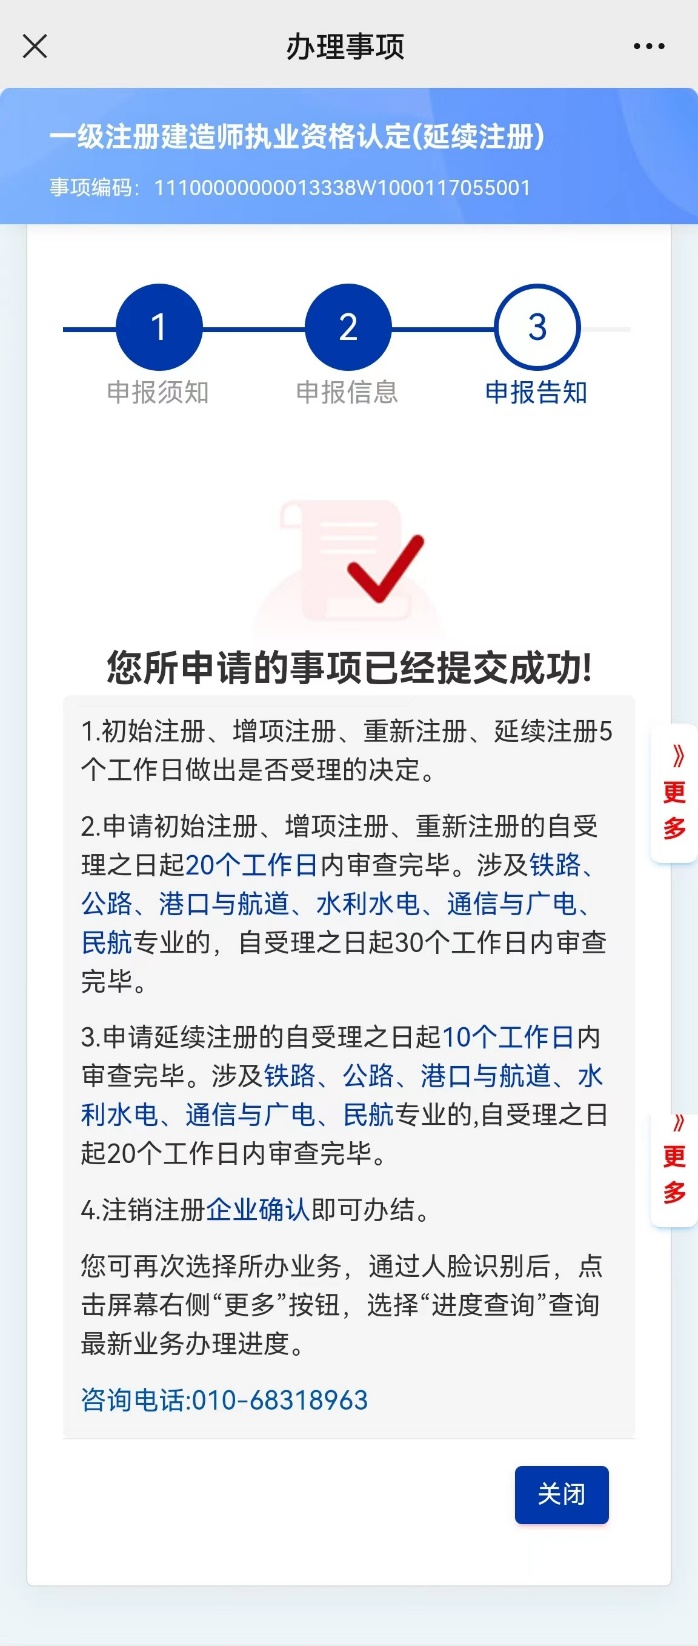 办理事项
一级注册建造师执业资格认定(延续注册)
事项编码：11100000000013338W1000117055001
1
2
3
申报须知
申报信息
申报告知
您所申请的事项已经提交成功!
1.初始注册、增项注册、重新注册、延续注册5
个工作日做出是否受理的决定。
2.申请初始注册、增项注册、重新注册的自受
理之日起20个工作日内审查完毕。涉及铁路、
公路、港口与航道、水利水电、通信与广电、
民航专业的，自受理之日起30个工作日内审查
完毕。
3.申请延续注册的自受理之日起10个工作日内
审查完毕。涉及铁路、公路、港口与航道、水
利水电、通信与广电、民航专业的,自受理之日
起20个工作日内审查完毕。
4.注销注册企业确认即可办结。
您可再次选择所办业务，通过人脸识别后，点
击屏幕右侧“更多”按钮，选择“进度查询”查询
最新业务办理进度。
咨询电话:010-68318963
》
更
多
》
更
多
关闭